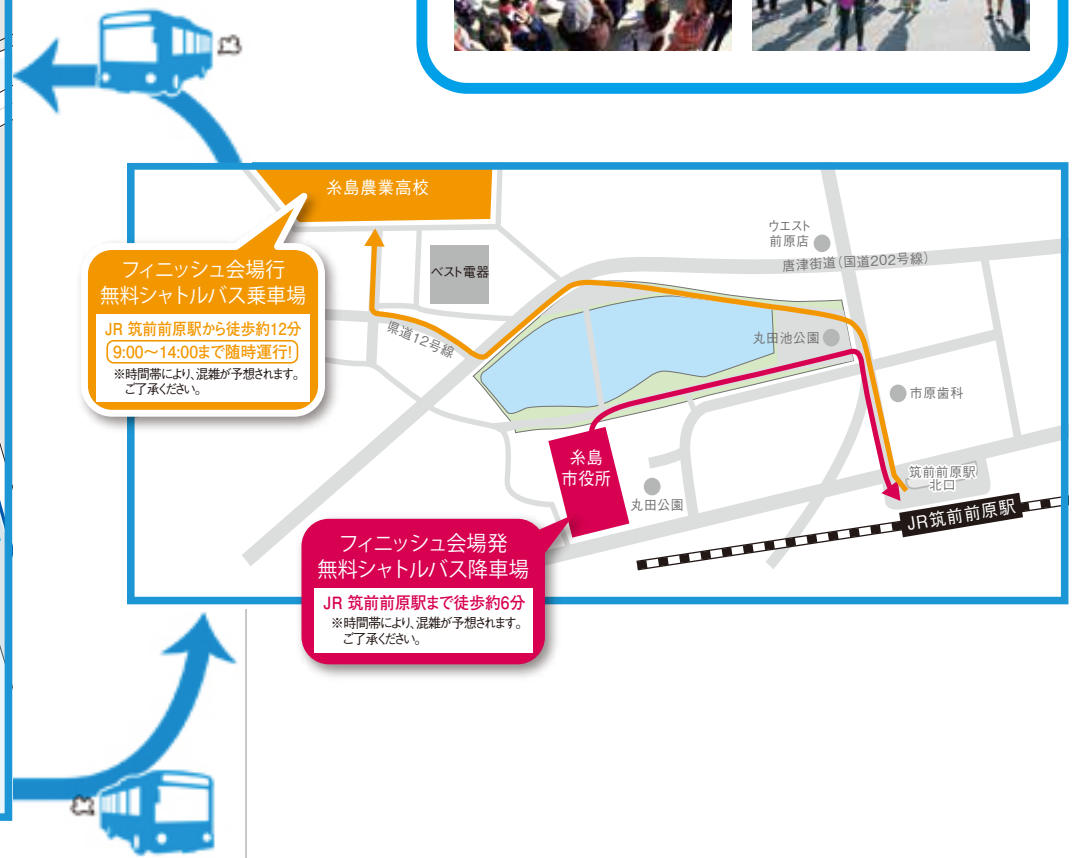 糸島農業高校
ウエスト
前原店
唐津街道(国道202号線)
ベスト電器
フィニッシュ会場行
無料シャトルバス乗車場
JR 筑前前原駅から徒歩約12分
9:00〜14:00まで随時運行!
※時間帯により、混雑が予想されます。
ご了承ください。
県道12号線
丸田池公園
市原歯科
糸島
市役所
丸田公園
筑前前原駅
北口
JR筑前前原駅
フィニッシュ会場発
無料シャトルバス降車場
JR 筑前前原駅まで徒歩約6分
※時間帯により、混雑が予想されます。
ご了承ください。